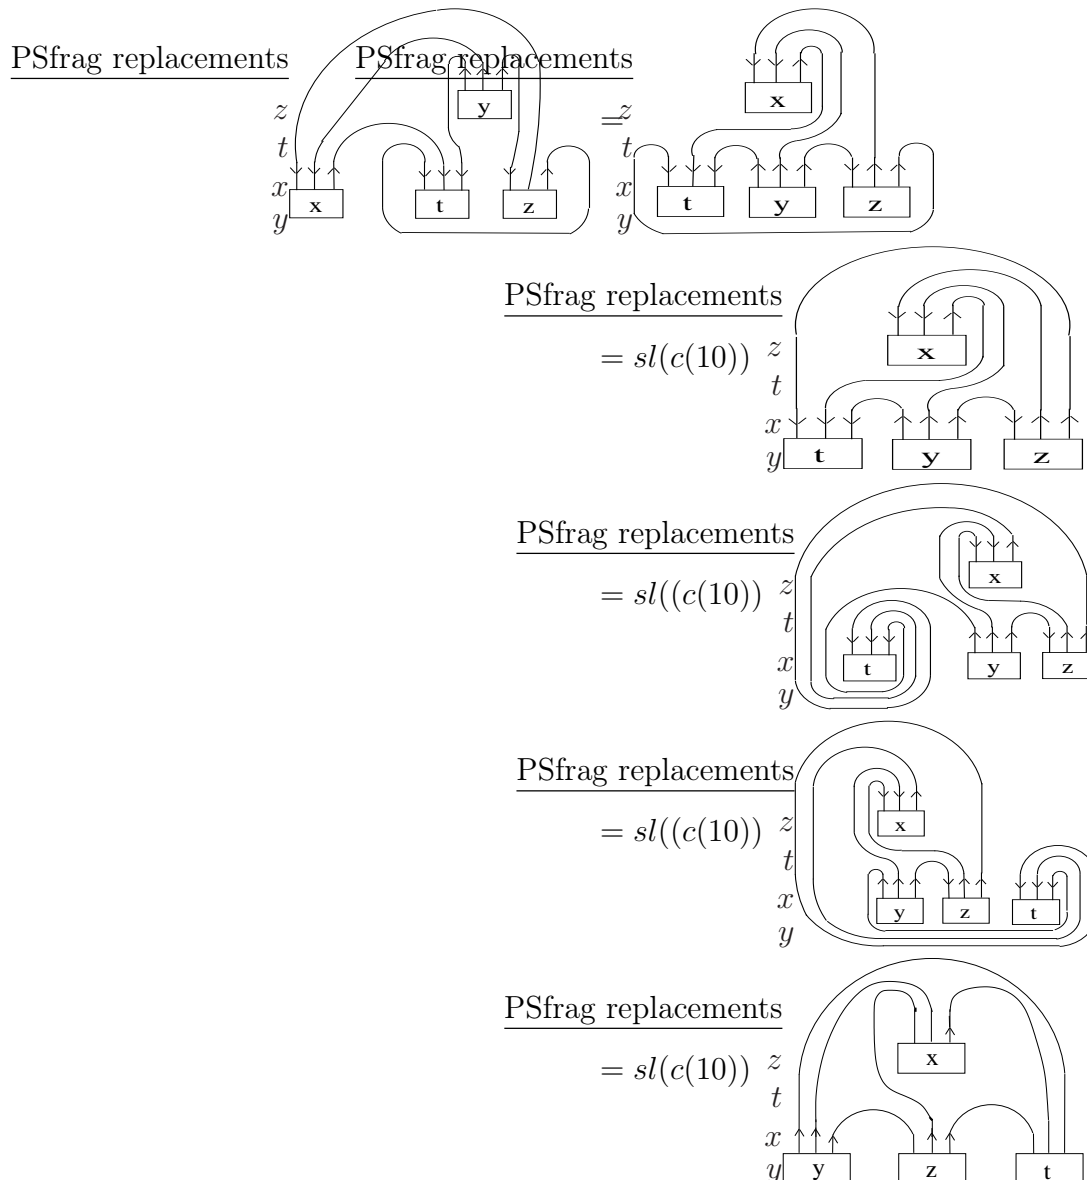 PSfrag replacements PSfrag replacements
y
x
z = z
t t
x x
x t z t y z
y y
PSfrag replacements
x
= sl(c(10)) z
t
x
y t y z
PSfrag replacements
x
= sl((c(10)) z
t
x t y z
y
PSfrag replacements
= sl((c(10)) z x
t
x y z t
y
PSfrag replacements
x
= sl(c(10)) z
t
x
y y z t